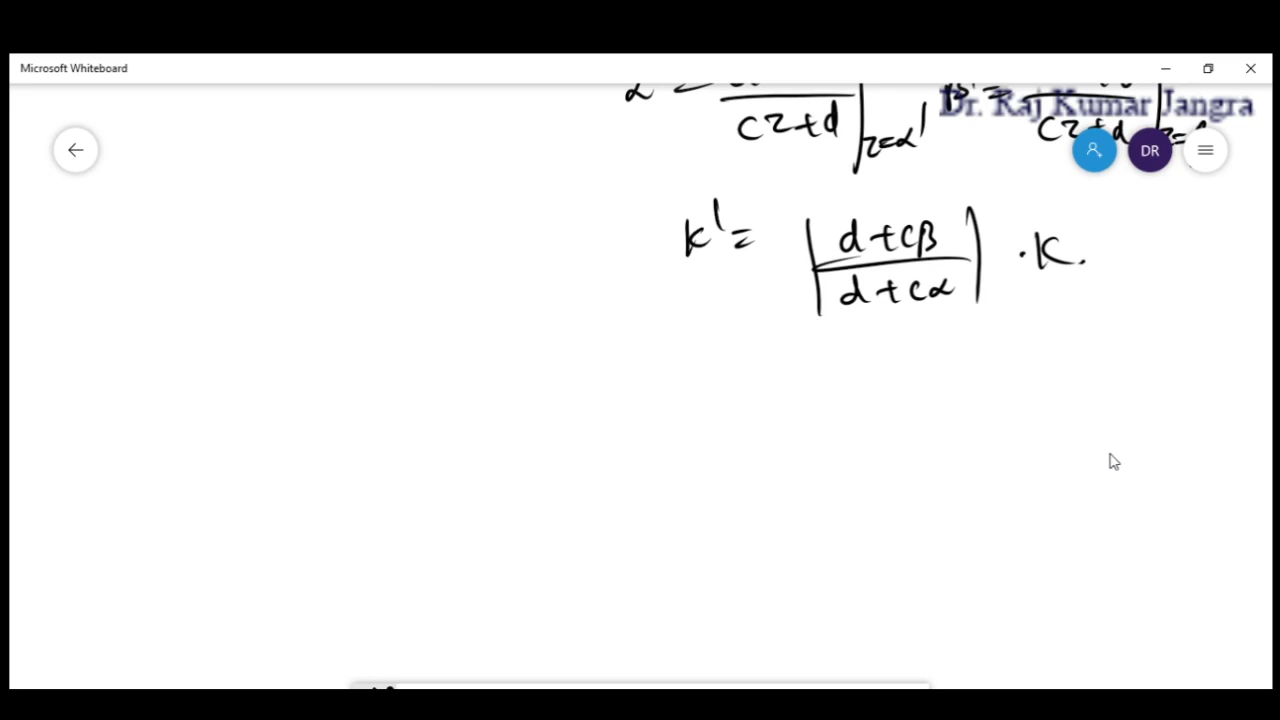 Microsoft Whiteboard
Dr. Raj Kumar Jangra
cz+d |z=α'
cz+d
DR
K' = | d+cβ / d+cα | · K.